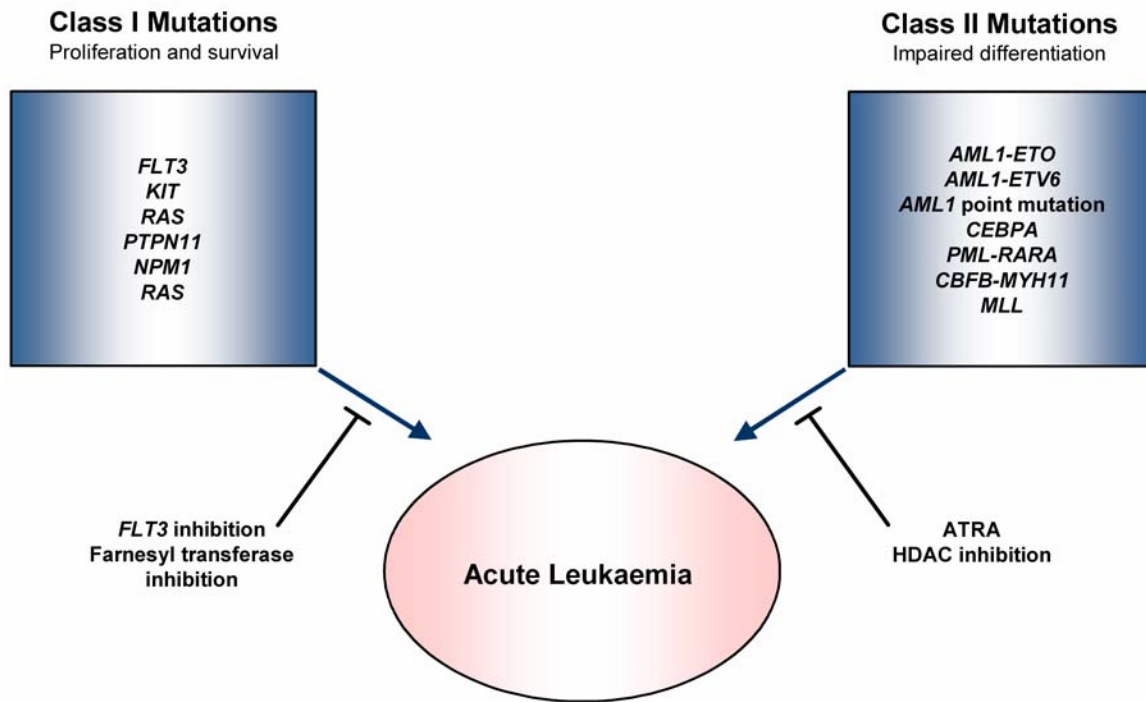 Class I Mutations
Proliferation and survival
FLT3
KIT
RAS
PTPN11
NPM1
RAS
Class II Mutations
Impaired differentiation
AML1-ETO
AML1-ETV6
AML1 point mutation
CEBPA
PML-RARA
CBFB-MYH11
MLL
FLT3 inhibition
Farnesyl transferase
inhibition
ATRA
HDAC inhibition
Acute Leukaemia